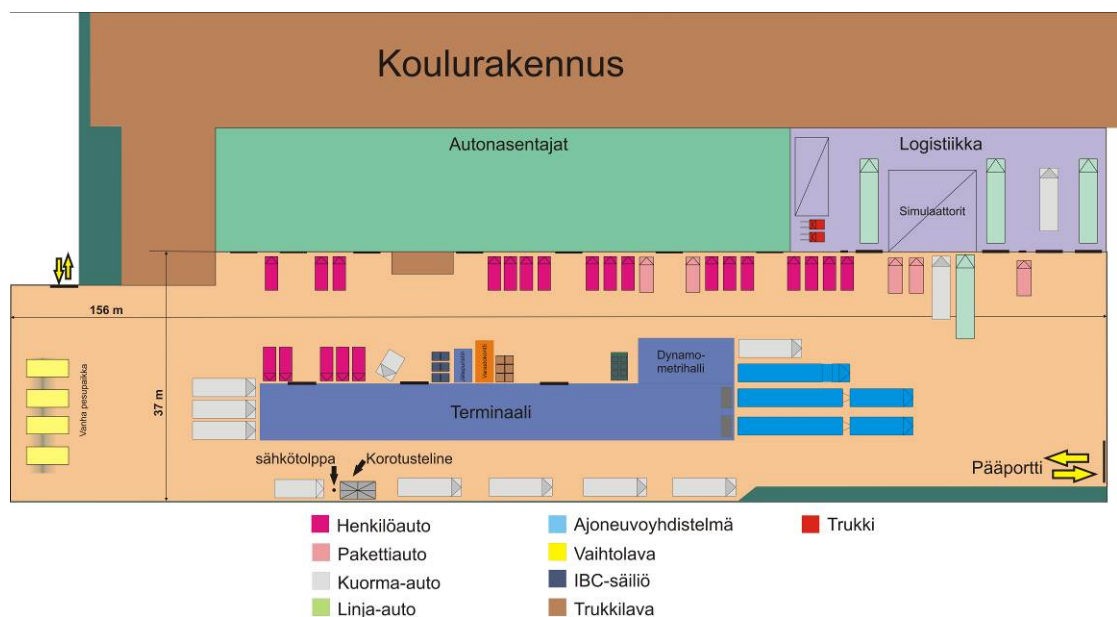 Koulurakennus
Autonasentajat
Logistiikka
Simulaattorit
156 m
37 m
Vanha pesupaikka
Dynamo-
metrihalli
Terminaali
sähkötolppa
Korotusteline
Pääportti
Henkilöauto
Pakettiauto
Kuorma-auto
Linja-auto
Ajoneuvoyhdistelmä
Vaihtolava
IBC-säiliö
Trukkilava
Trukki